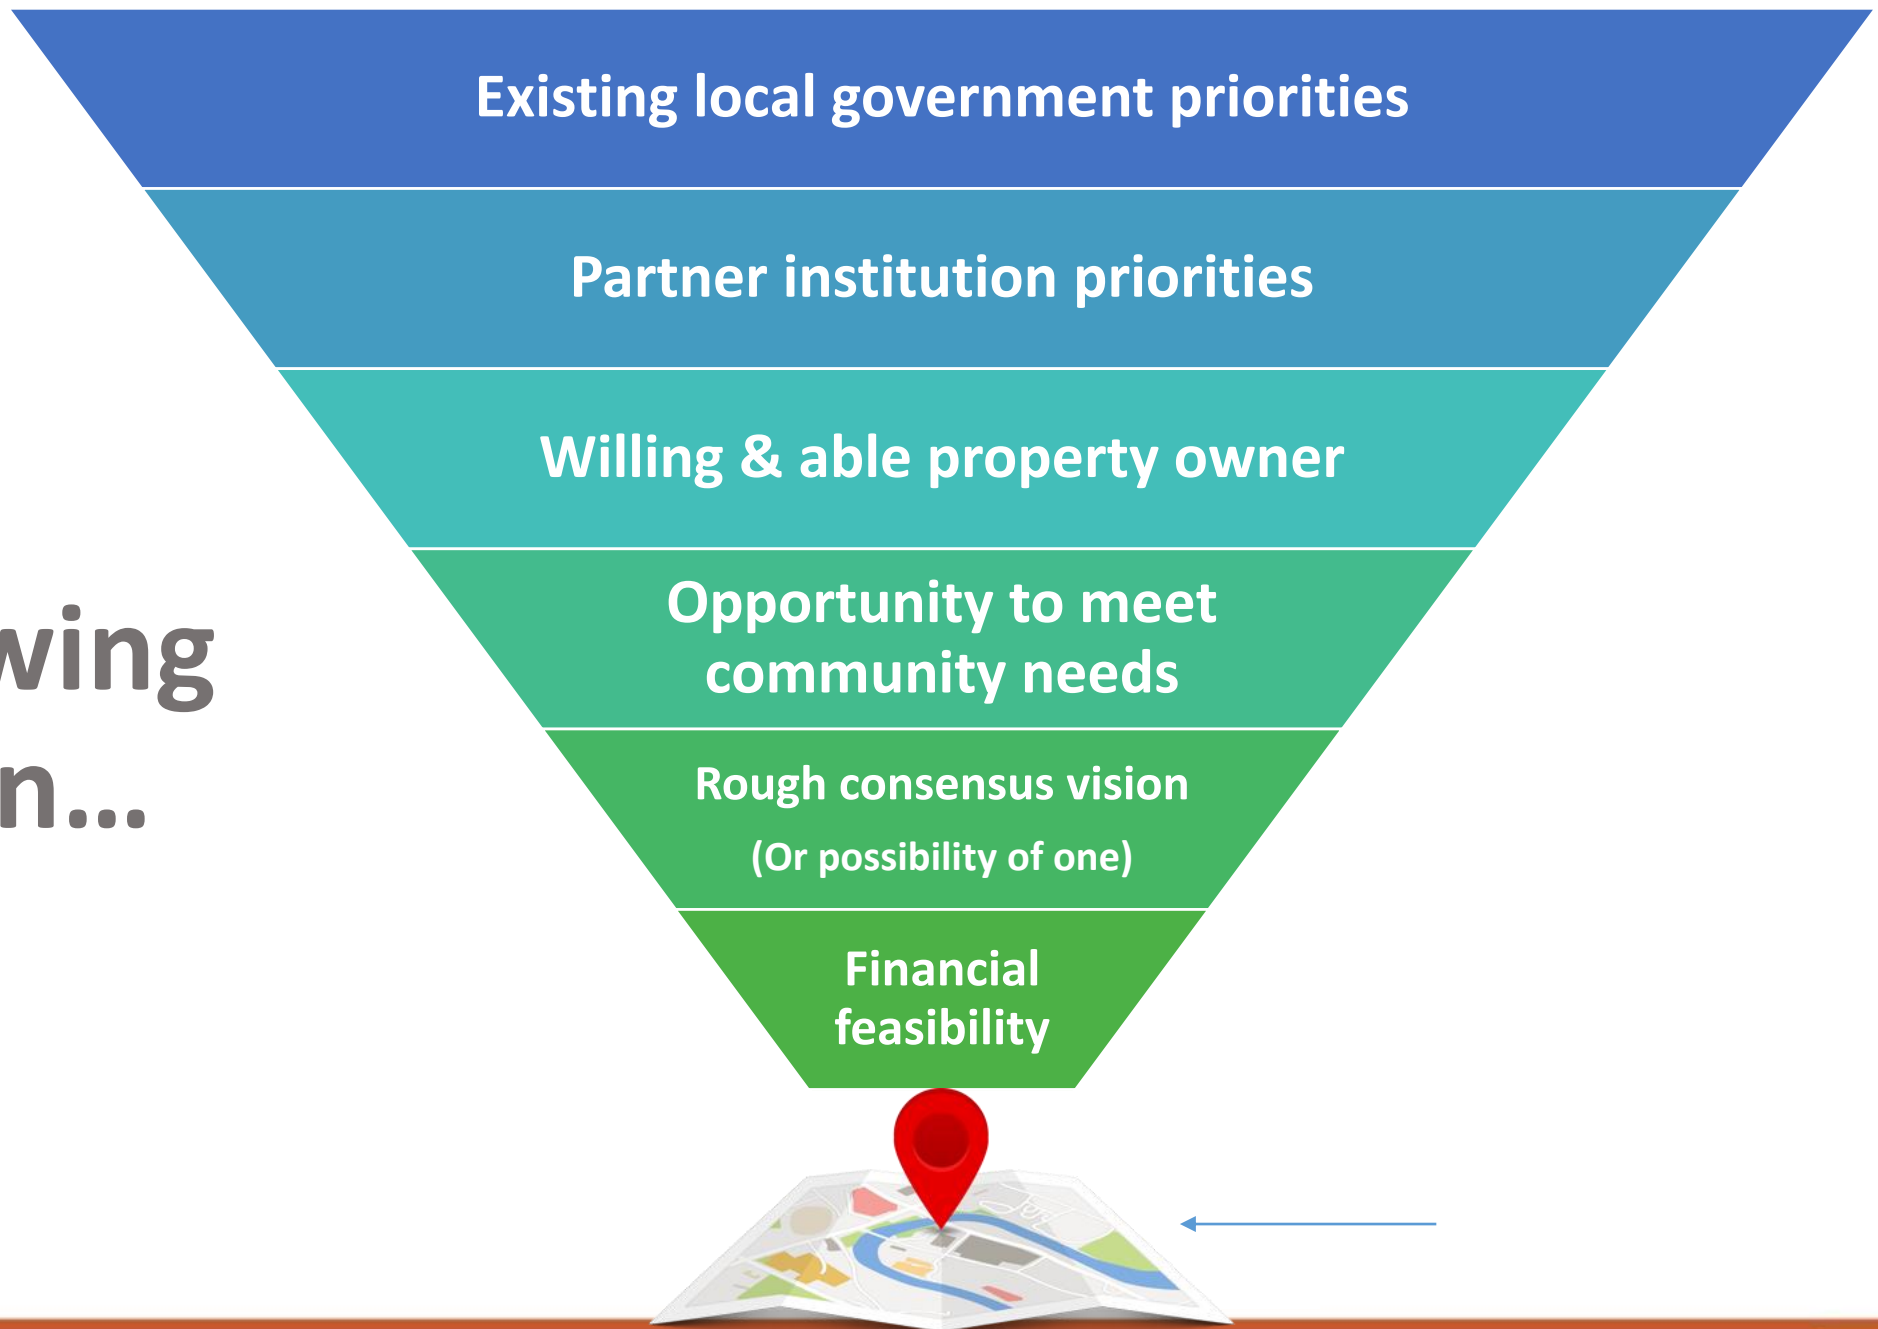 Existing local government priorities
Partner institution priorities
Willing & able property owner
Opportunity to meet
community needs
Rough consensus vision
(Or possibility of one)
Financial
feasibility
wing
n...